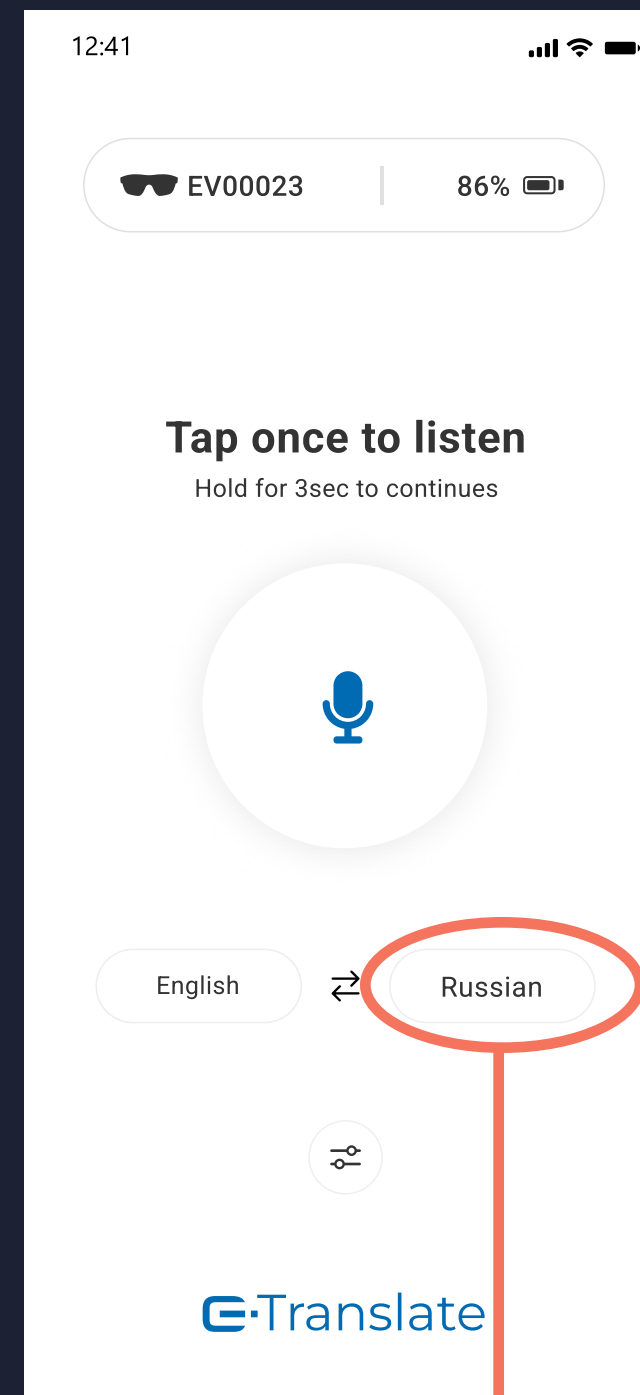 12:41
EV00023
86%
Tap once to listen
Hold for 3sec to continues
English
Russian
e·Translate